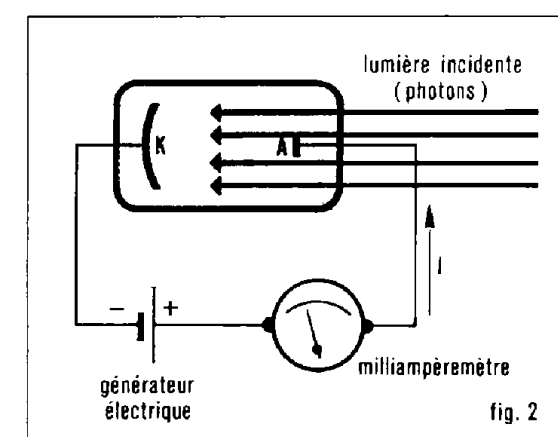 lumière incidente
( photons )
K
A
I
− +
milliampèremètre
générateur
électrique
fig. 2